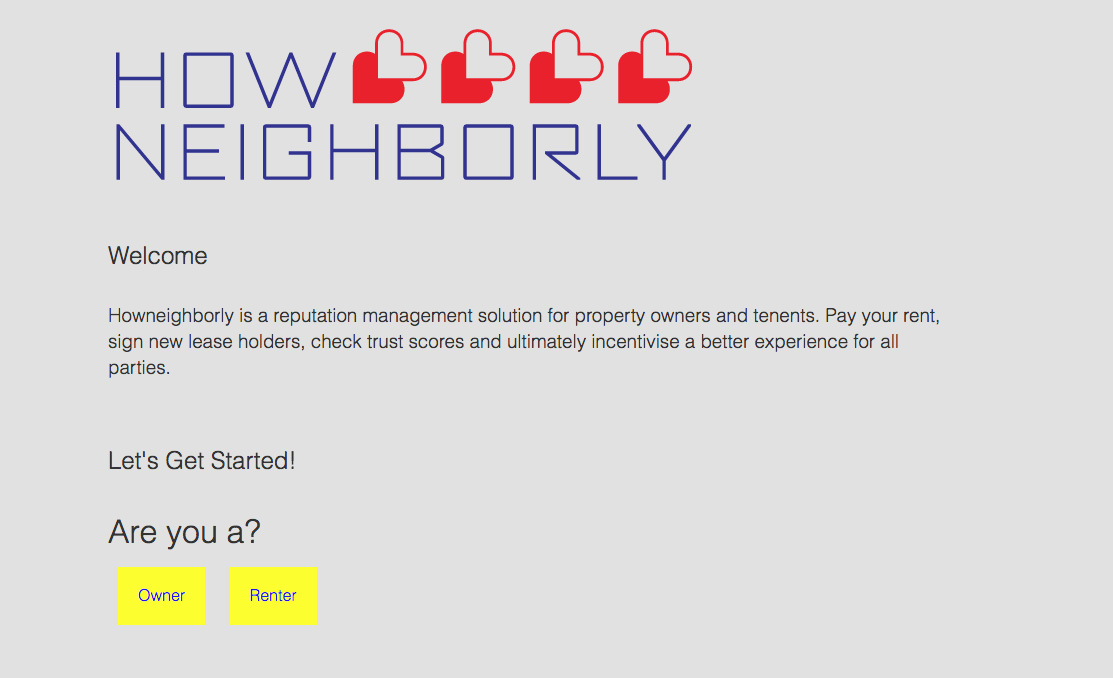 HOW
NEIGHBORLY
Welcome
Howneighborly is a reputation management solution for property owners and tenents. Pay your rent,
sign new lease holders, check trust scores and ultimately incentivise a better experience for all
parties.
Let's Get Started!
Are you a?
Owner Renter